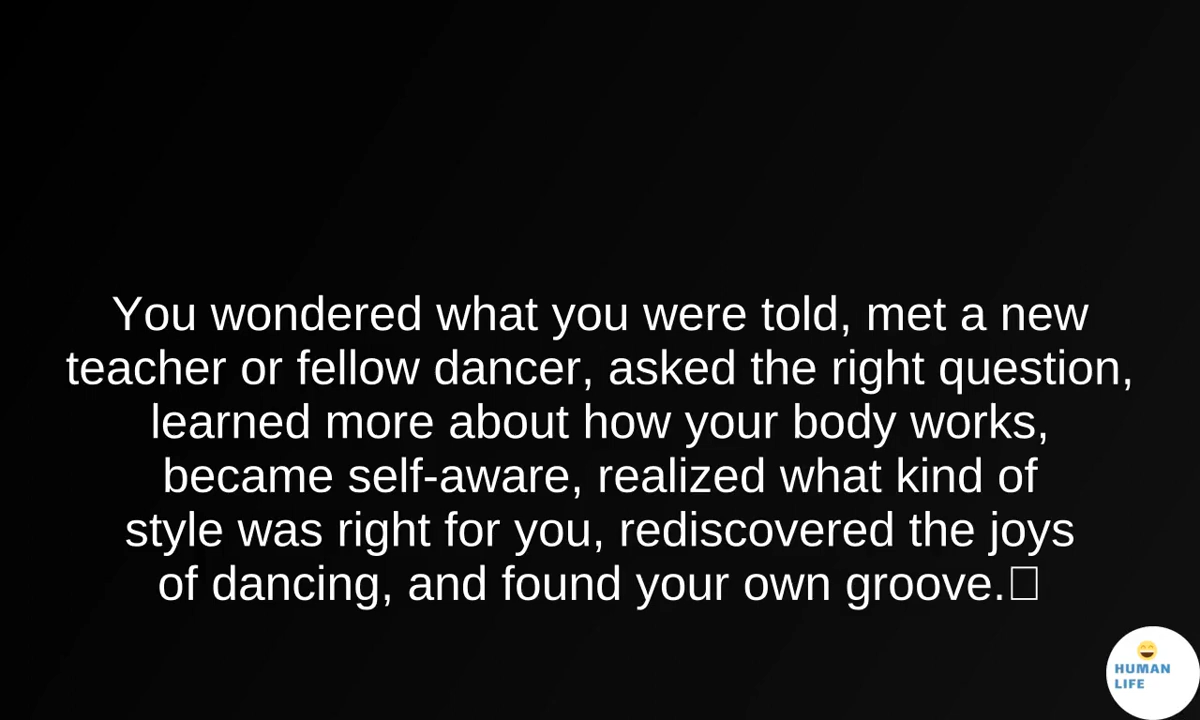 You wondered what you were told, met a new
teacher or fellow dancer, asked the right question,
learned more about how your body works,
became self-aware, realized what kind of
style was right for you, rediscovered the joys
of dancing, and found your own groove.□
HUMAN
LIFE